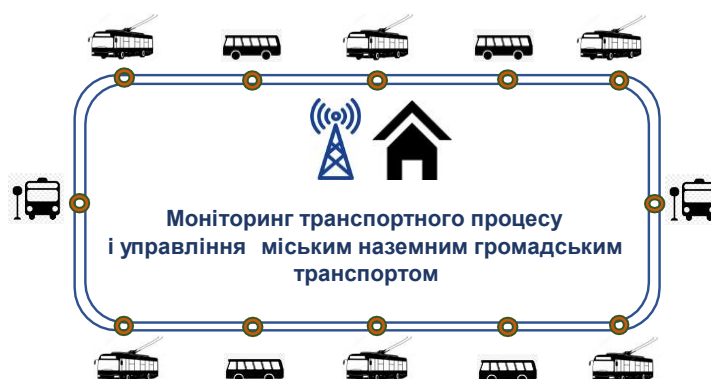 Моніторинг транспортного процесу
і управління міським наземним громадським
транспортом